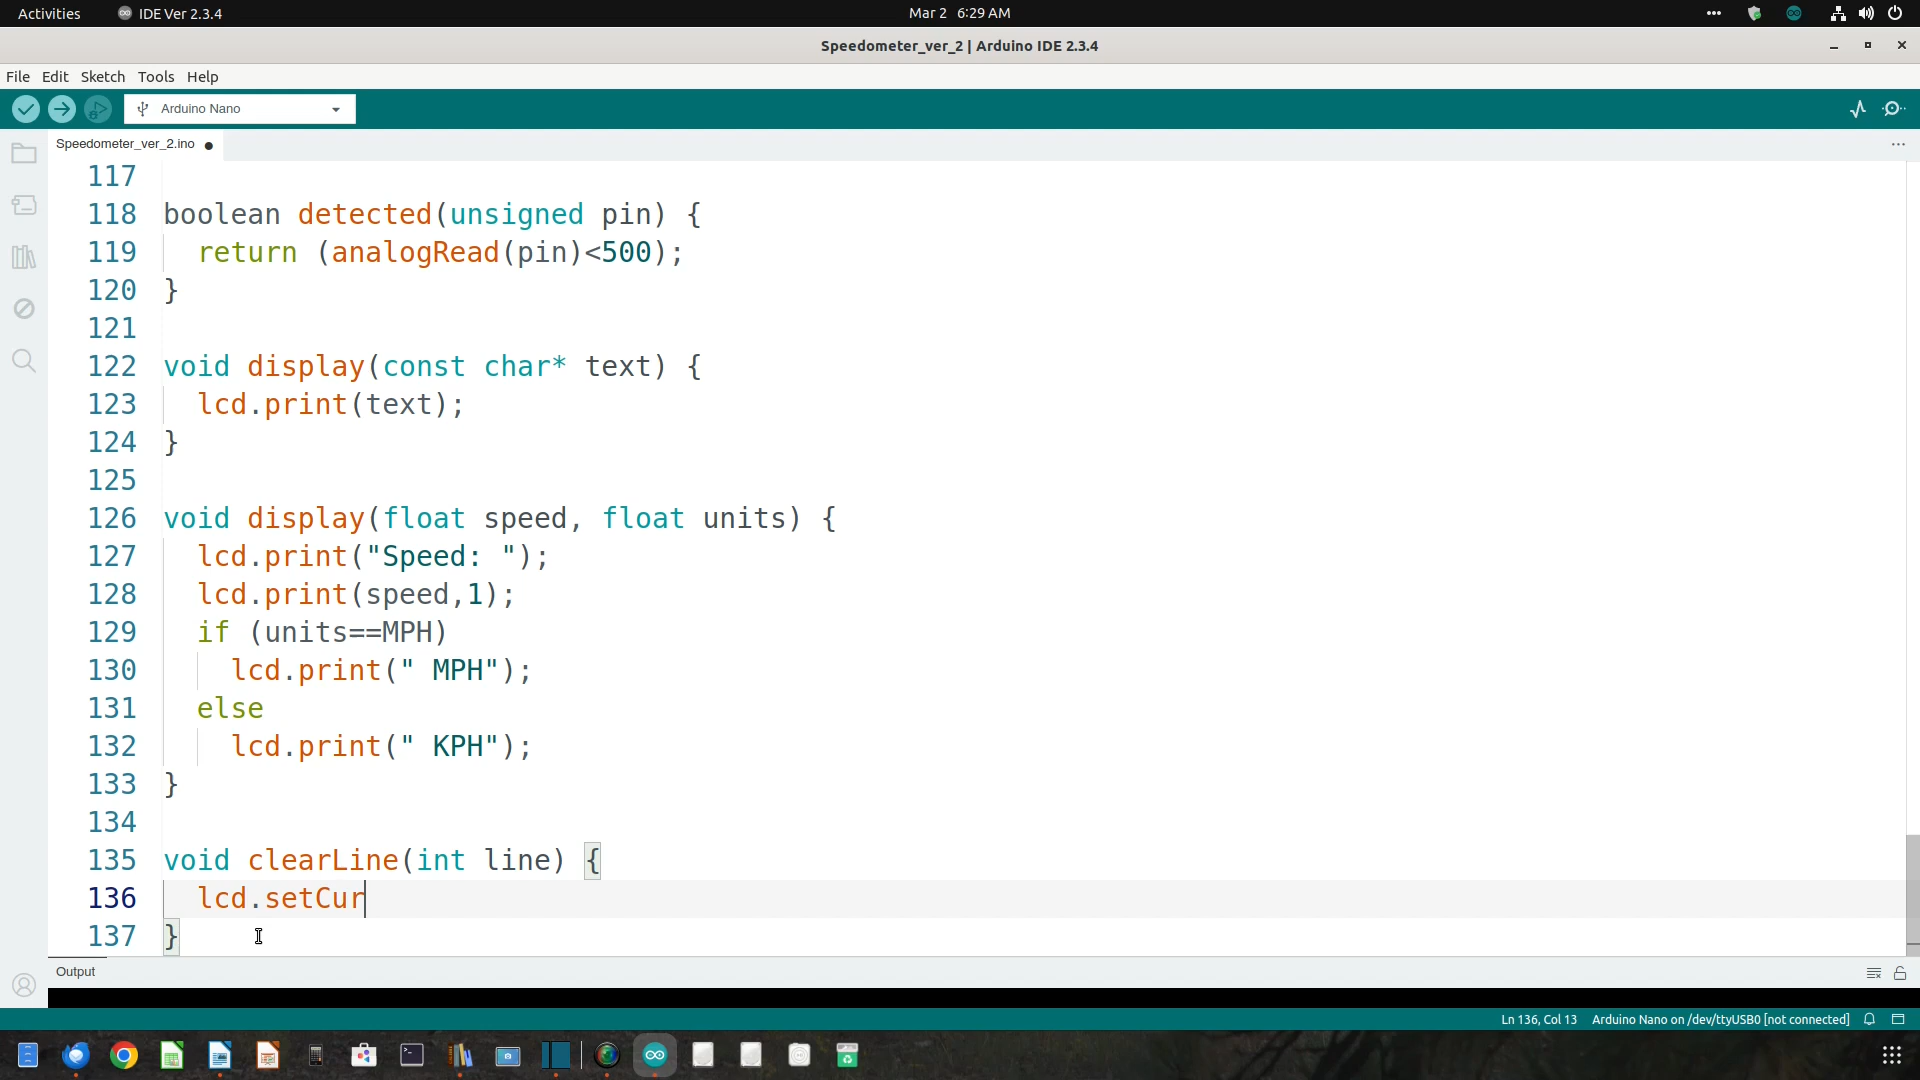 Activities IDE Ver 2.3.4 Mar 2 6:29 AM
Speedometer_ver_2 | Arduino IDE 2.3.4
File Edit Sketch Tools Help
Arduino Nano
Speedometer_ver_2.ino
117
118 boolean detected(unsigned pin) {
119 return (analogRead(pin)<500);
120 }
121
122 void display(const char* text) {
123 lcd.print(text);
124 }
125
126 void display(float speed, float units) {
127 lcd.print("Speed: ");
128 lcd.print(speed,1);
129 if (units==MPH)
130 lcd.print(" MPH");
131 else
132 lcd.print(" KPH");
133 }
134
135 void clearLine(int line) {
136 lcd.setCur
137 }
Output
Ln 136, Col 13 Arduino Nano on /dev/ttyUSB0 [not connected]